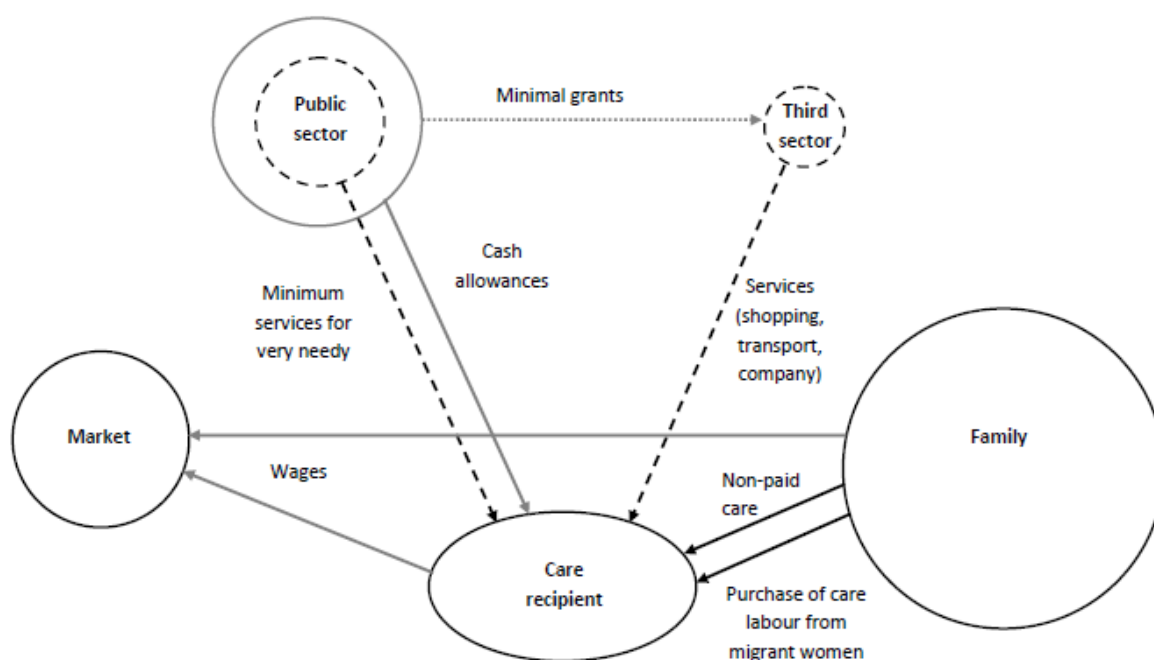 Public
sector
Minimal grants
Third
sector
Cash
allowances
Minimum
services for
very needy
Services
(shopping,
transport,
company)
Market
Family
Wages
Non-paid
care
Care
recipient
Purchase of care
labour from
migrant women